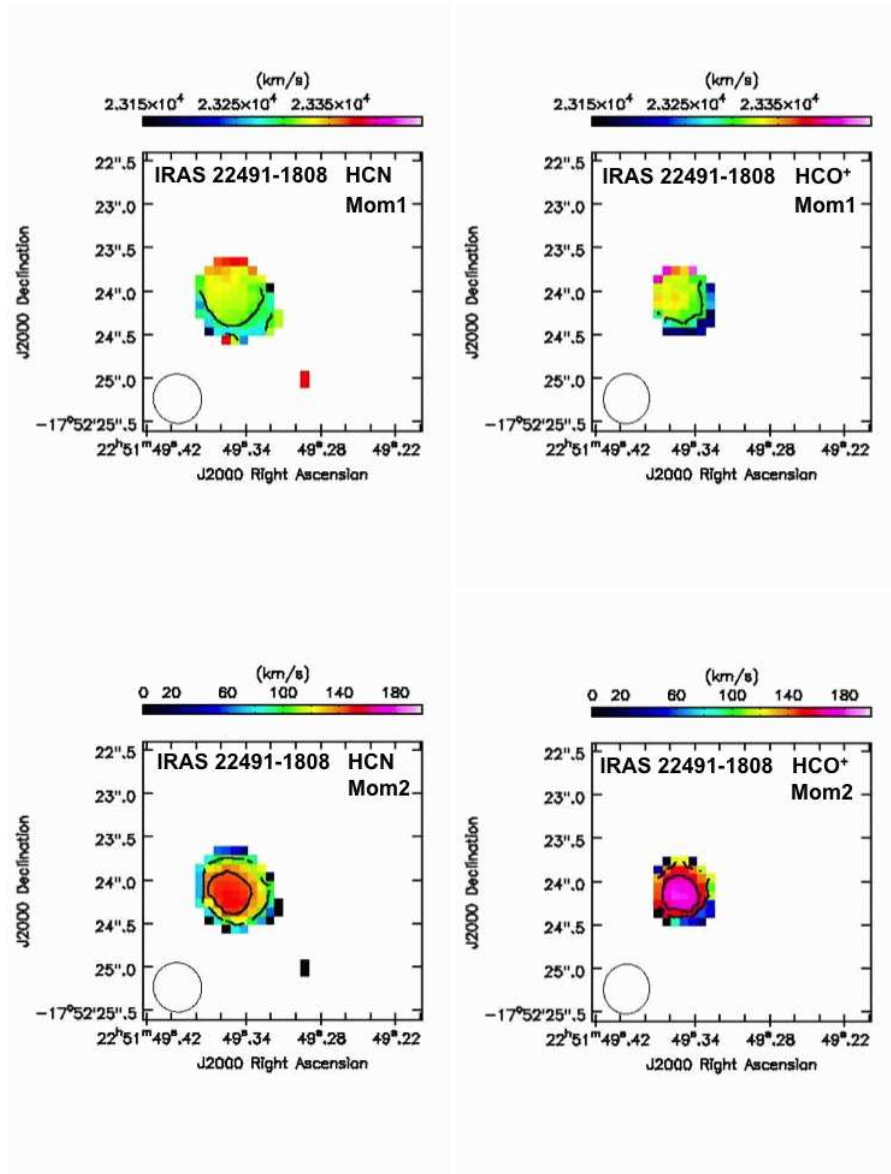 (km/s)
2.315×10⁴ 2.325×10⁴ 2.335×10⁴
IRAS 22491-1808 HCN
Mom1
22".5
23".0
23".5
24".0
24".5
25".0
−17°52'25".5
J2000 Declination
22ʰ51ᵐ49ˢ.42 49ˢ.34 49ˢ.28 49ˢ.22
J2000 Right Ascension
(km/s)
2.315×10⁴ 2.325×10⁴ 2.335×10⁴
IRAS 22491-1808 HCO⁺
Mom1
22".5
23".0
23".5
24".0
24".5
25".0
−17°52'25".5
J2000 Declination
22ʰ51ᵐ49ˢ.42 49ˢ.34 49ˢ.28 49ˢ.22
J2000 Right Ascension
(km/s)
0 20 60 100 140 180
IRAS 22491-1808 HCN
Mom2
22".5
23".0
23".5
24".0
24".5
25".0
−17°52'25".5
J2000 Declination
22ʰ51ᵐ49ˢ.42 49ˢ.34 49ˢ.28 49ˢ.22
J2000 Right Ascension
(km/s)
0 20 60 100 140 180
IRAS 22491-1808 HCO⁺
Mom2
22".5
23".0
23".5
24".0
24".5
25".0
−17°52'25".5
J2000 Declination
22ʰ51ᵐ49ˢ.42 49ˢ.34 49ˢ.28 49ˢ.22
J2000 Right Ascension